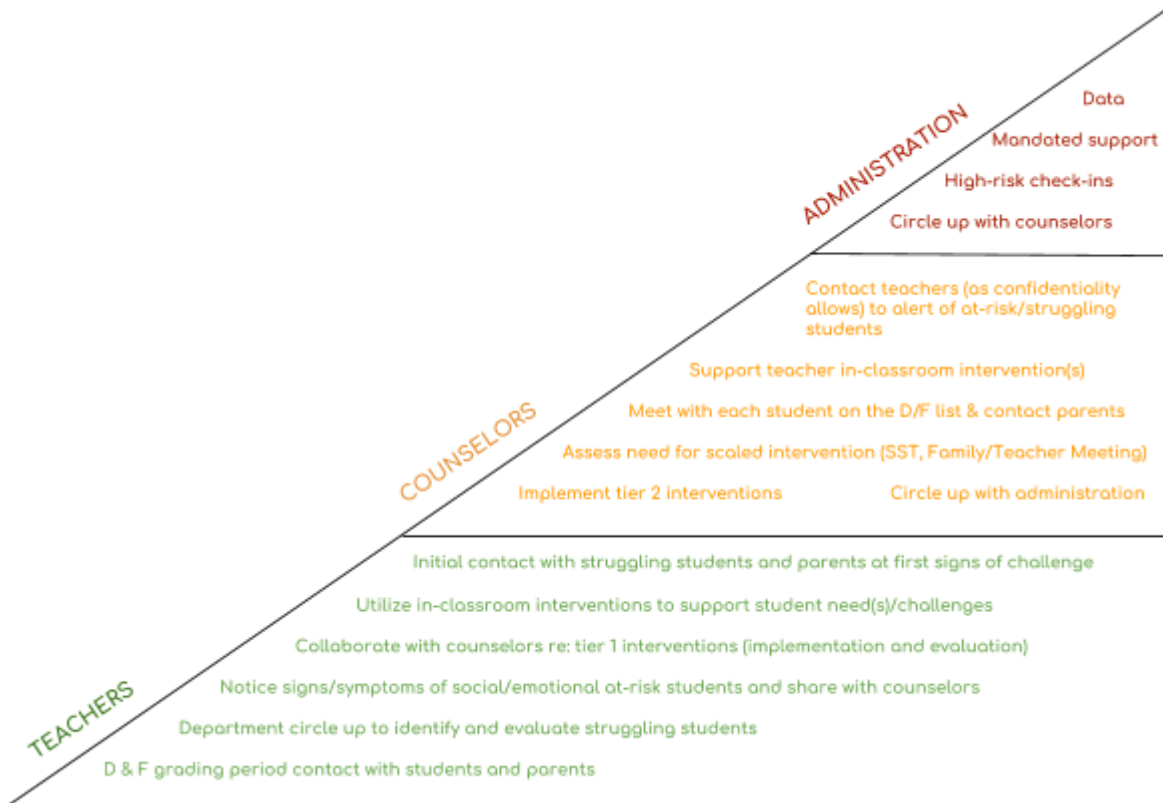 ADMINISTRATION
Data
Mandated support
High-risk check-ins
Circle up with counselors
COUNSELORS
Contact teachers (as confidentiality
allows) to alert of at-risk/struggling
students
Support teacher in-classroom intervention(s)
Meet with each student on the D/F list & contact parents
Assess need for scaled intervention (SST, Family/Teacher Meeting)
Implement tier 2 interventions Circle up with administration
TEACHERS
Initial contact with struggling students and parents at first signs of challenge
Utilize in-classroom interventions to support student need(s)/challenges
Collaborate with counselors re: tier 1 interventions (implementation and evaluation)
Notice signs/symptoms of social/emotional at-risk students and share with counselors
Department circle up to identify and evaluate struggling students
D & F grading period contact with students and parents